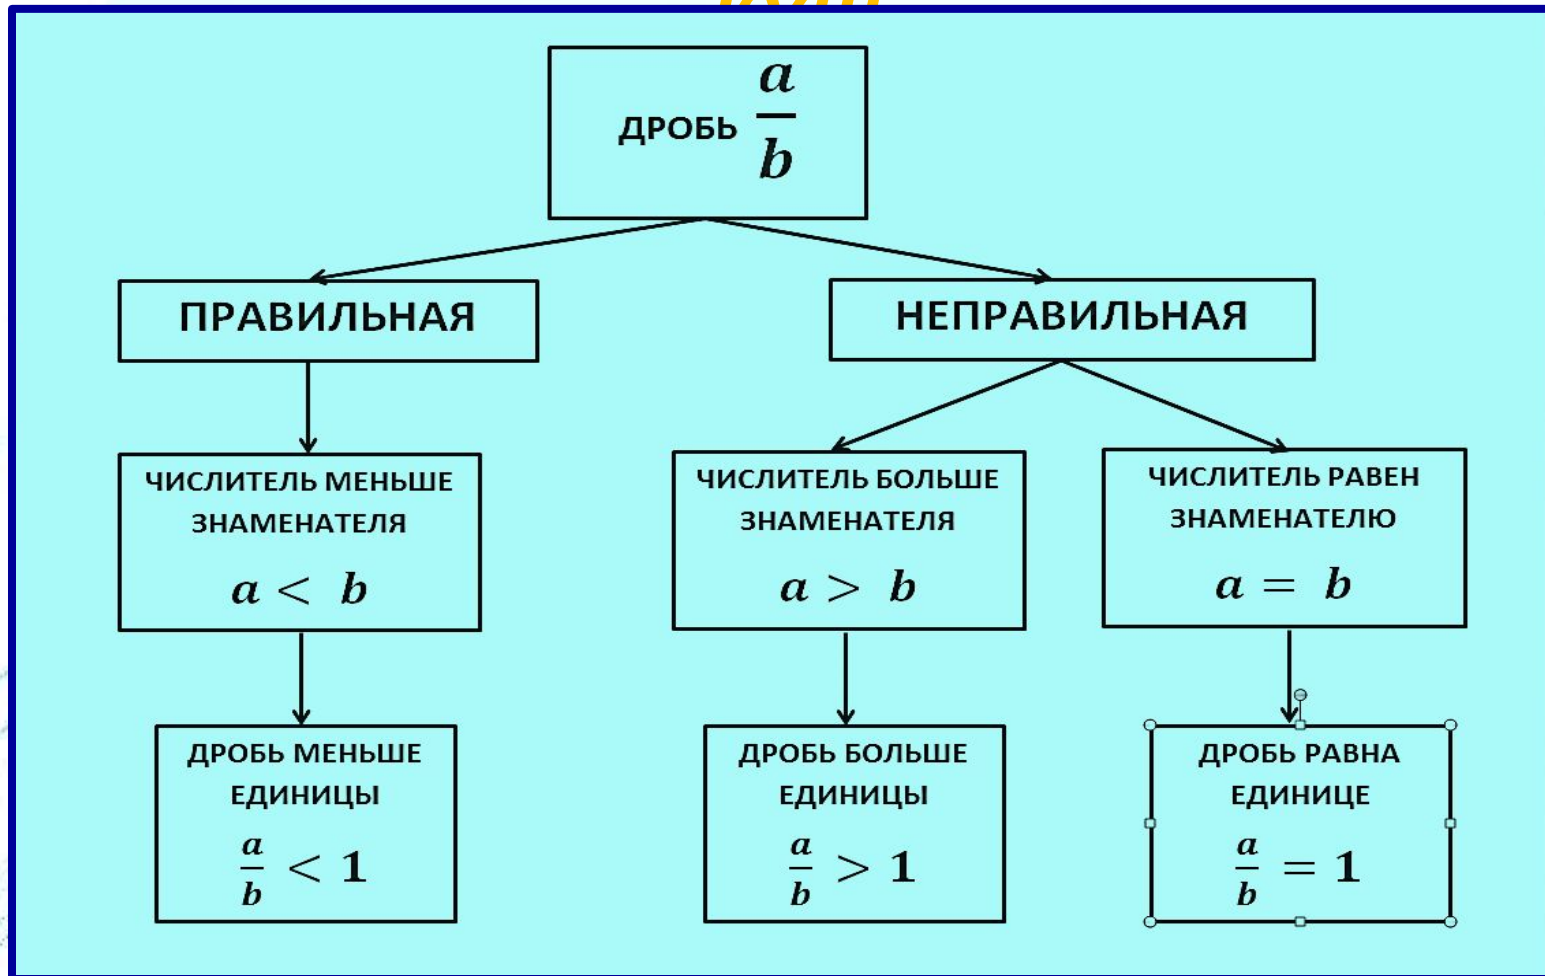 ДРОБЬ a/b
ПРАВИЛЬНАЯ
НЕПРАВИЛЬНАЯ
ЧИСЛИТЕЛЬ МЕНЬШЕ
ЗНАМЕНАТЕЛЯ
a < b
ЧИСЛИТЕЛЬ БОЛЬШЕ
ЗНАМЕНАТЕЛЯ
a > b
ЧИСЛИТЕЛЬ РАВЕН
ЗНАМЕНАТЕЛЮ
a = b
ДРОБЬ МЕНЬШЕ
ЕДИНИЦЫ
a/b < 1
ДРОБЬ БОЛЬШЕ
ЕДИНИЦЫ
a/b > 1
ДРОБЬ РАВНА
ЕДИНИЦЕ
a/b = 1